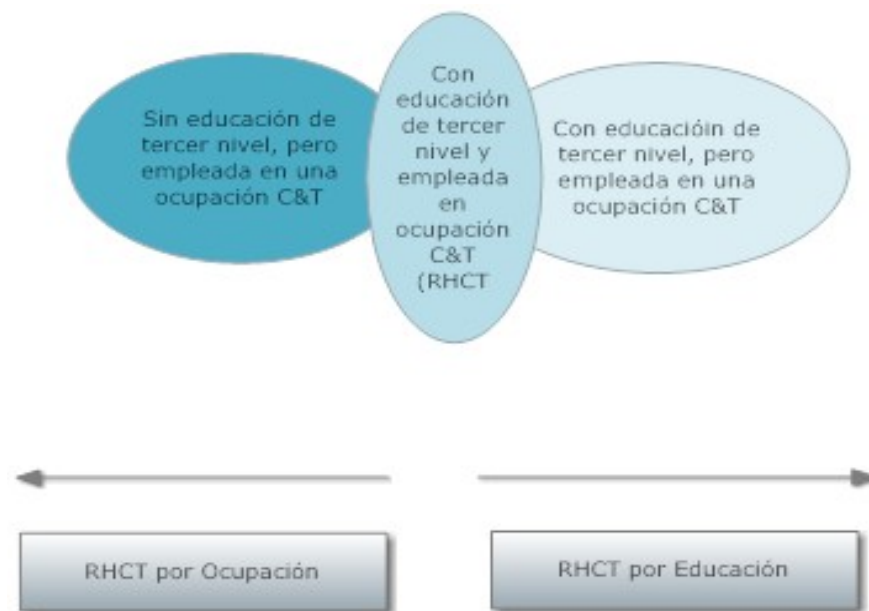 Sin educación de
tercer nivel, pero
empleada en una
ocupación C&T
Con
educación
de tercer
nivel y
empleada
en
ocupación
C&T
(RHCT
Con educacióin de
tercer nivel, pero
empleada en una
ocupación C&T
RHCT por Ocupación
RHCT por Educación